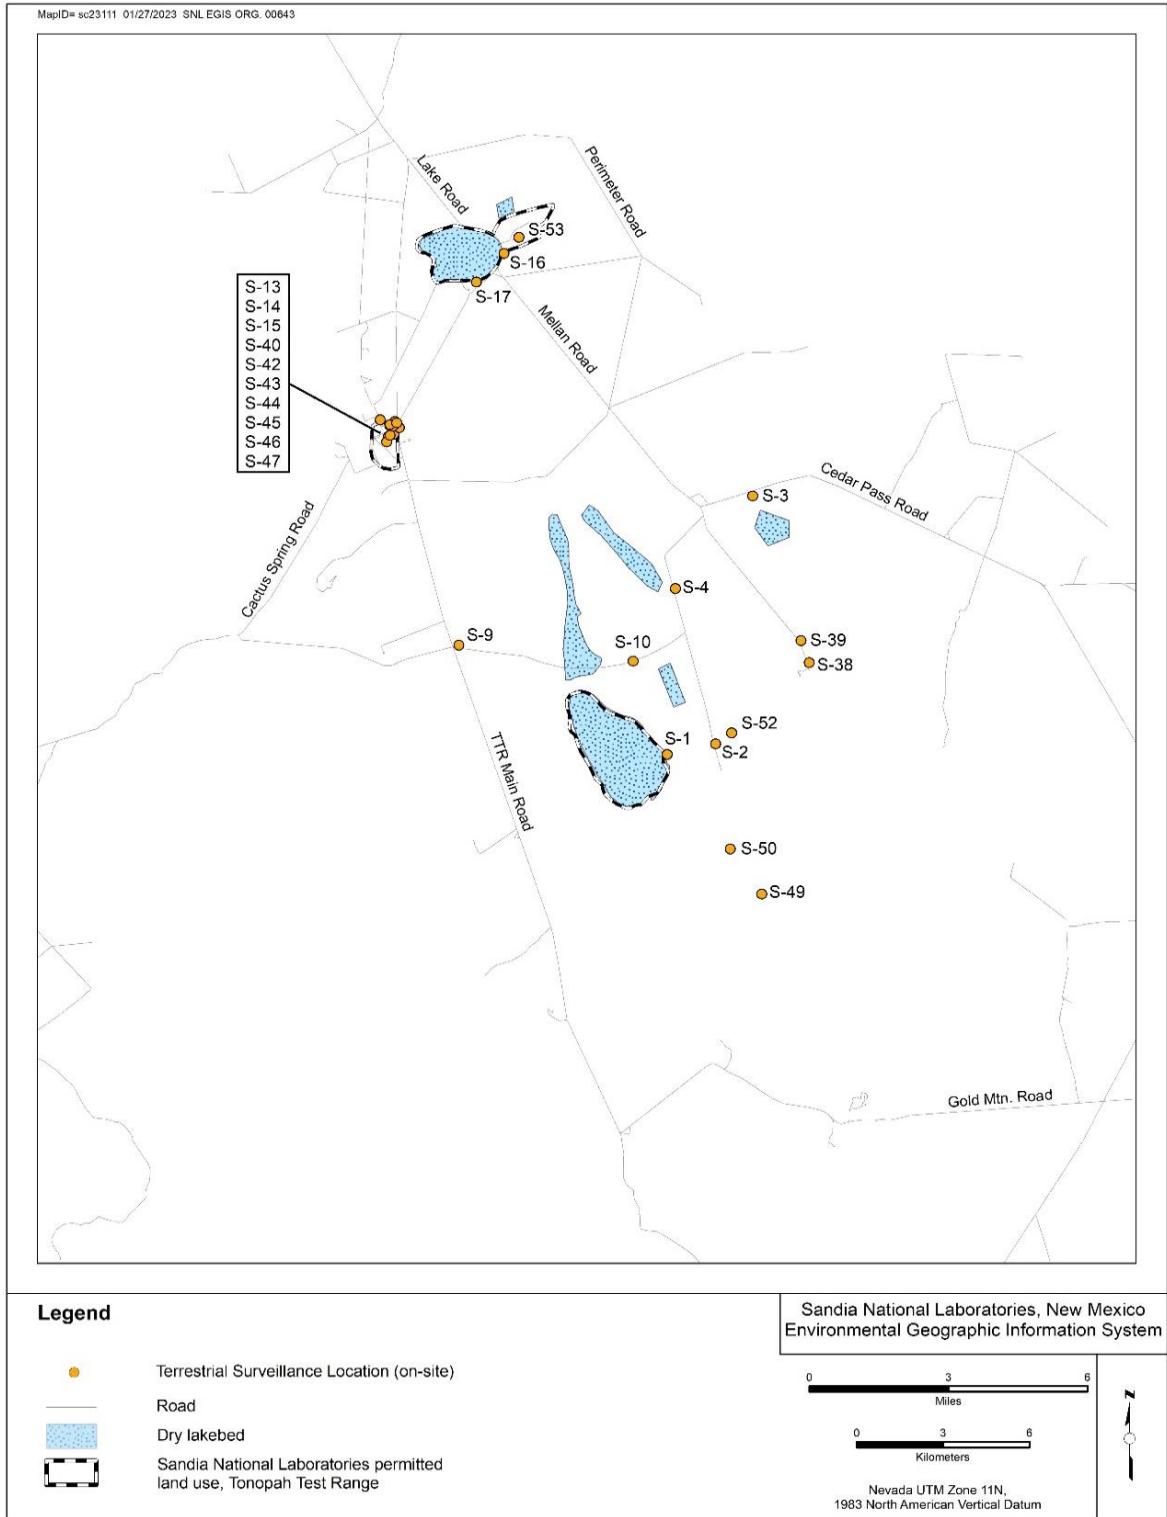 MapID= sc23111 01/27/2023 SNL EGIS ORG. 00643
Lake Road
Perimeter Road
S-53
S-16
S-17
Mellan Road
S-13
S-14
S-15
S-40
S-42
S-43
S-44
S-45
S-46
S-47
Cedar Pass Road
S-3
Cactus Spring Road
S-4
S-9
S-10
S-39
S-38
S-52
S-2
S-1
TTR Main Road
S-50
S-49
Gold Mtn. Road
Legend
Terrestrial Surveillance Location (on-site)
Road
Dry lakebed
Sandia National Laboratories permitted
land use, Tonopah Test Range
Sandia National Laboratories, New Mexico
Environmental Geographic Information System
0 3 6
Miles
0 3 6
Kilometers
Nevada UTM Zone 11N,
1983 North American Vertical Datum
N